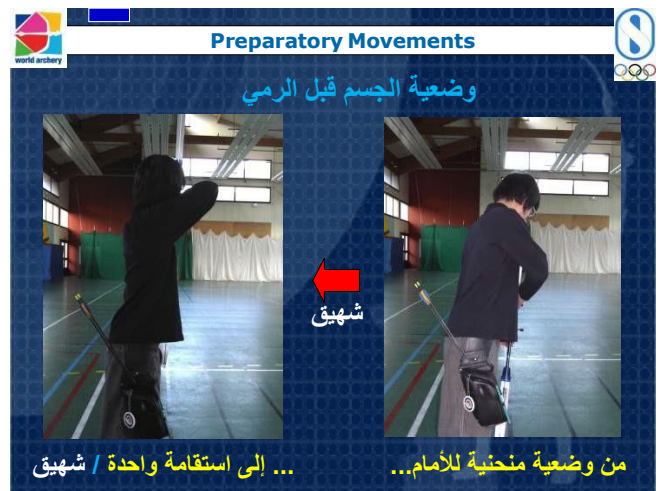 world archery
Preparatory Movements
وضعية الجسم قبل الرمي
شهيق
من وضعية منحنية للأمام...
... إلى استقامة واحدة / شهيق